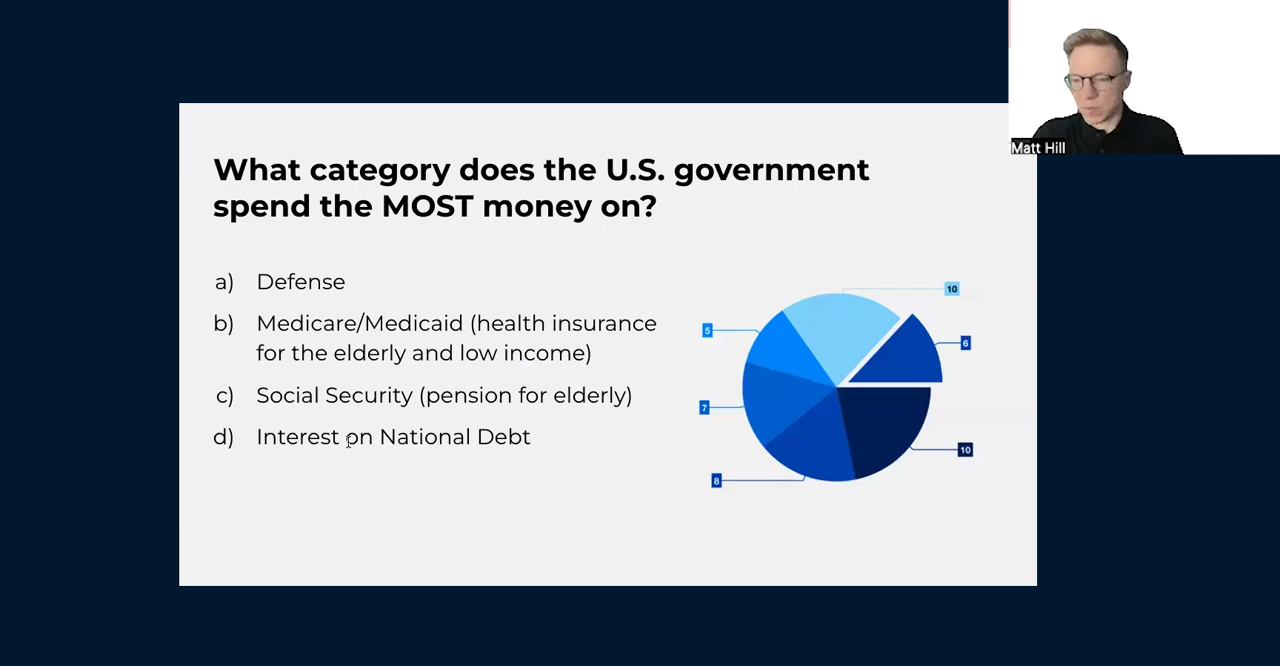 What category does the U.S. government
spend the MOST money on?
a) Defense
b) Medicare/Medicaid (health insurance
for the elderly and low income)
c) Social Security (pension for elderly)
d) Interest on National Debt
10
5
6
7
10
8
Matt Hill